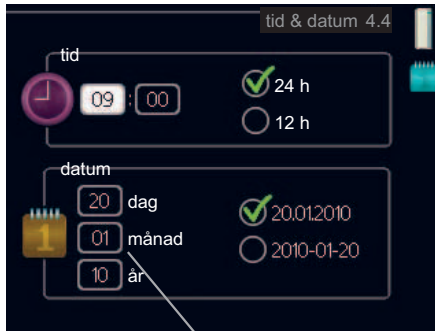 tid & datum 4.4
tid
09 : 00
24 h
12 h
datum
1
20 dag
01 månad
10 år
20.01.2010
2010-01-20